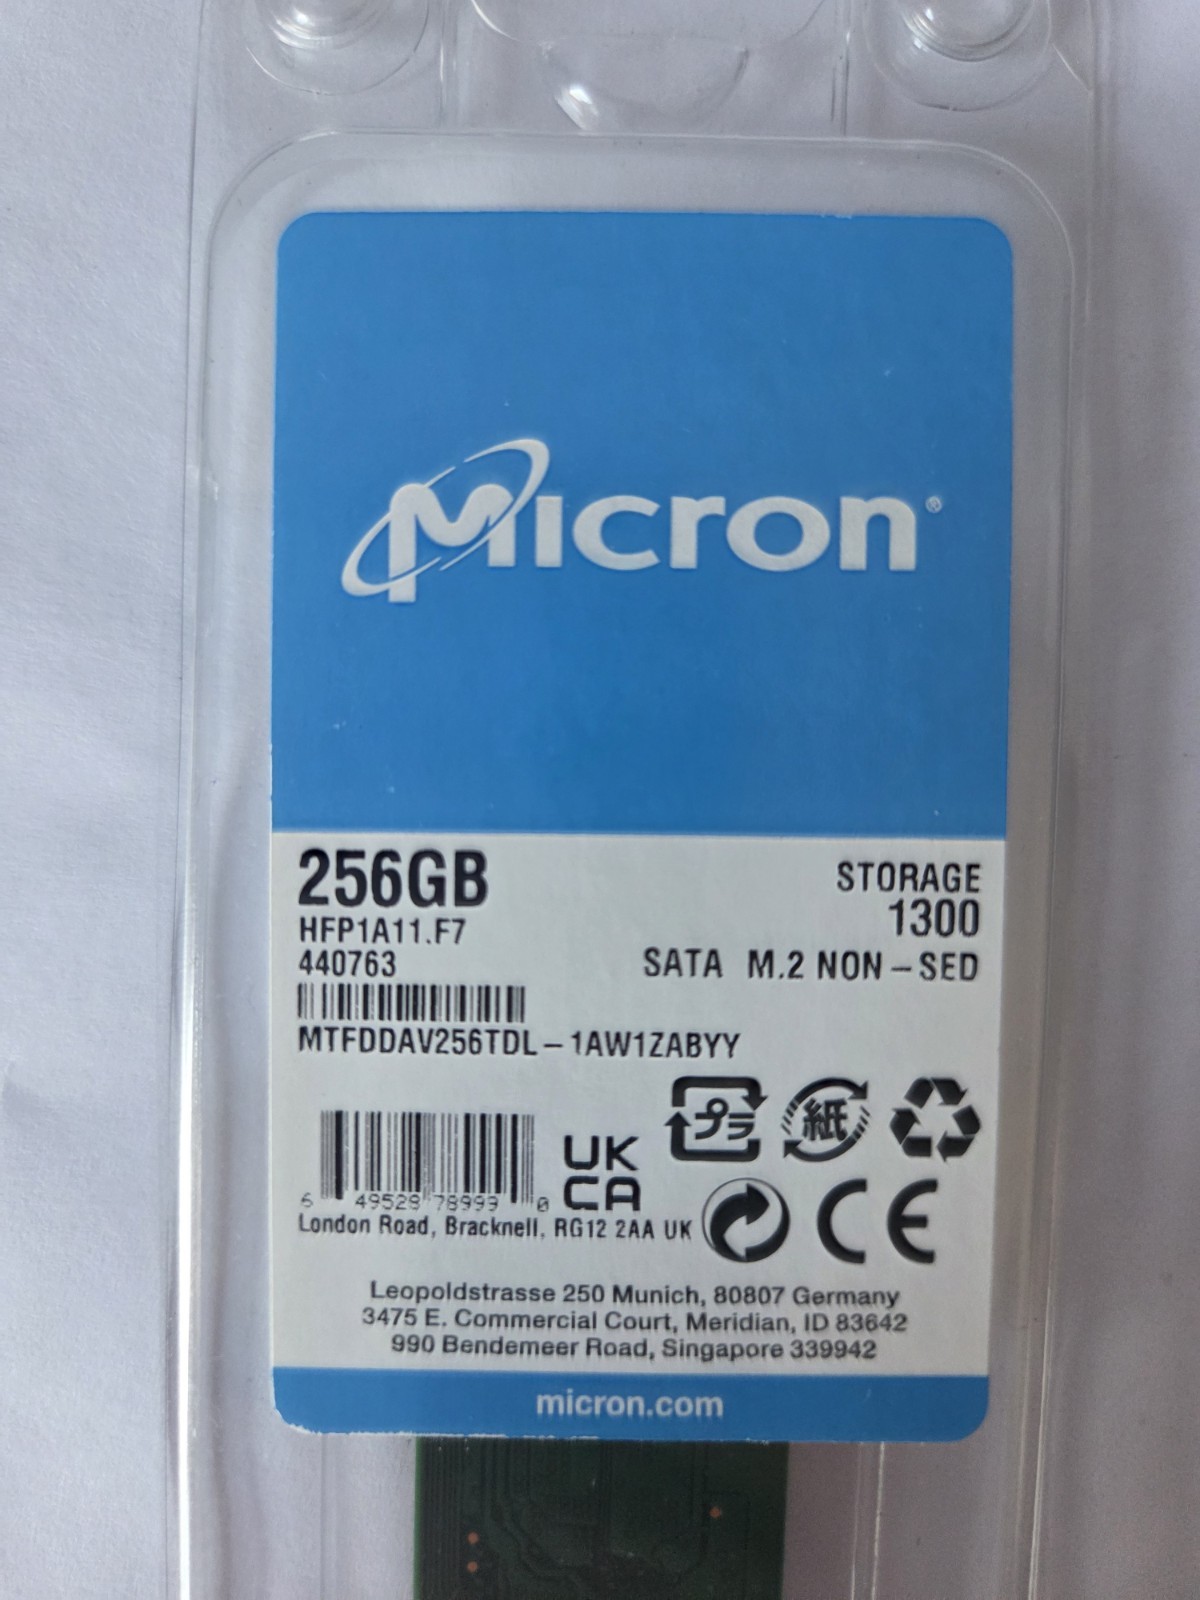 Micron®
256GB
HFP1A11.F7
440763
STORAGE
1300
SATA M.2 NON-SED
MTFDDAV256TDL-1AW1ZABYY
プラ
紙
6 49528 78999 0
UK
CA
London Road, Bracknell, RG12 2AA UK
CE
Leopoldstrasse 250 Munich, 80807 Germany
3475 E. Commercial Court, Meridian, ID 83642
990 Bendemeer Road, Singapore 339942
micron.com